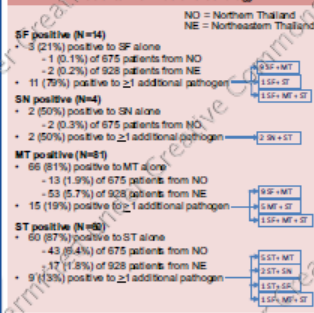 NO = Northern Thailand
NE = Northeastern Thailand
SF positive (N=14)
3 (21%) positive to SF alone
- 1 (0.1%) of 675 patients from NO
- 2 (0.2%) of 928 patients from NE
11 (79%) positive to ≥1 additional pathogen
9 SF+MT
1 SF+ST
1 SF+MT+ST
SN positive (N=4)
2 (50%) positive to SN alone
- 2 (0.3%) of 675 patients from NO
2 (50%) positive to ≥1 additional pathogen
2 SN+ST
MT positive (N=81)
66 (81%) positive to MT alone
- 13 (1.9%) of 675 patients from NO
- 53 (5.7%) of 928 patients from NE
15 (19%) positive to ≥1 additional pathogen
9 SF+MT
5 MT+ST
1 SF+MT+ST
ST positive (N=69)
60 (87%) positive to ST alone
- 43 (6.4%) of 675 patients from NO
- 17 (1.8%) of 928 patients from NE
9 (13%) positive to ≥1 additional pathogen
5 ST+MT
2 ST+SN
1 ST+SF
1 SF+MT+ST
Creative Common